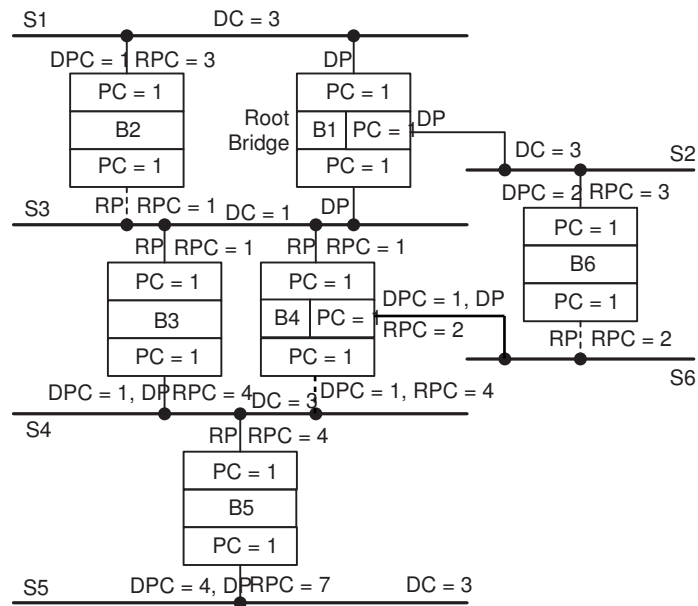 S1 DC = 3
DPC = 1 RPC = 3 DP
PC = 1 PC = 1
Root Bridge
B2 B1 PC = 1 DP
PC = 1 PC = 1
DC = 3 S2
RP RPC = 1 DP
S3 DC = 1
DPC = 2 RPC = 3
RP RPC = 1 RP RPC = 1
PC = 1
PC = 1 PC = 1
B6
DPC = 1, DP
B3 B4 PC = 1
RPC = 2
PC = 1
PC = 1 PC = 1
RP RPC = 2
S6
DPC = 1, DP RPC = 4 DPC = 1, RPC = 4
S4 DC = 3
RP RPC = 4
PC = 1
B5
PC = 1
S5 DPC = 4, DP RPC = 7 DC = 3